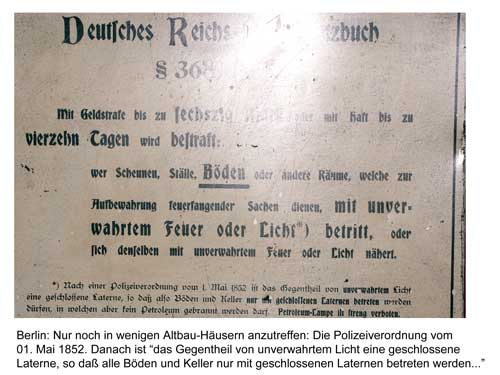 Deutſches Reichs tzbuch
§ 368
Mit Geldstrafe bis zu ſechszig oder mit Haft bis zu
vierzehn Tagen wird beſtraft:
wer Scheunen, Ställe, Böden oder andere Räume, welche zur
Aufbewahrung feuerfangender Sachen dienen, mit unver-
wahrtem Feuer oder Licht*) betritt, oder
ſich denſelben mit unverwahrtem Feuer oder Licht nähert.
*) Nach einer Polizeiverordnung vom 1. Mai 1852 ist das Gegentheil von unverwahrtem Licht
eine geſchloſſene Laterne, ſo daß alſo Böden und Keller nur mit geſchloſſenen Laternen betreten werden
dürfen, in welchen aber kein Petroleum gebrannt werden darf. Petroleum-Lampe iſt ſtreng verboten.
Berlin: Nur noch in wenigen Altbau-Häusern anzutreffen: Die Polizeiverordnung vom
01. Mai 1852. Danach ist “das Gegentheil von unverwahrtem Licht eine geschlossene
Laterne, so daß alle Böden und Keller nur mit geschlossenen Laternen betreten werden...”